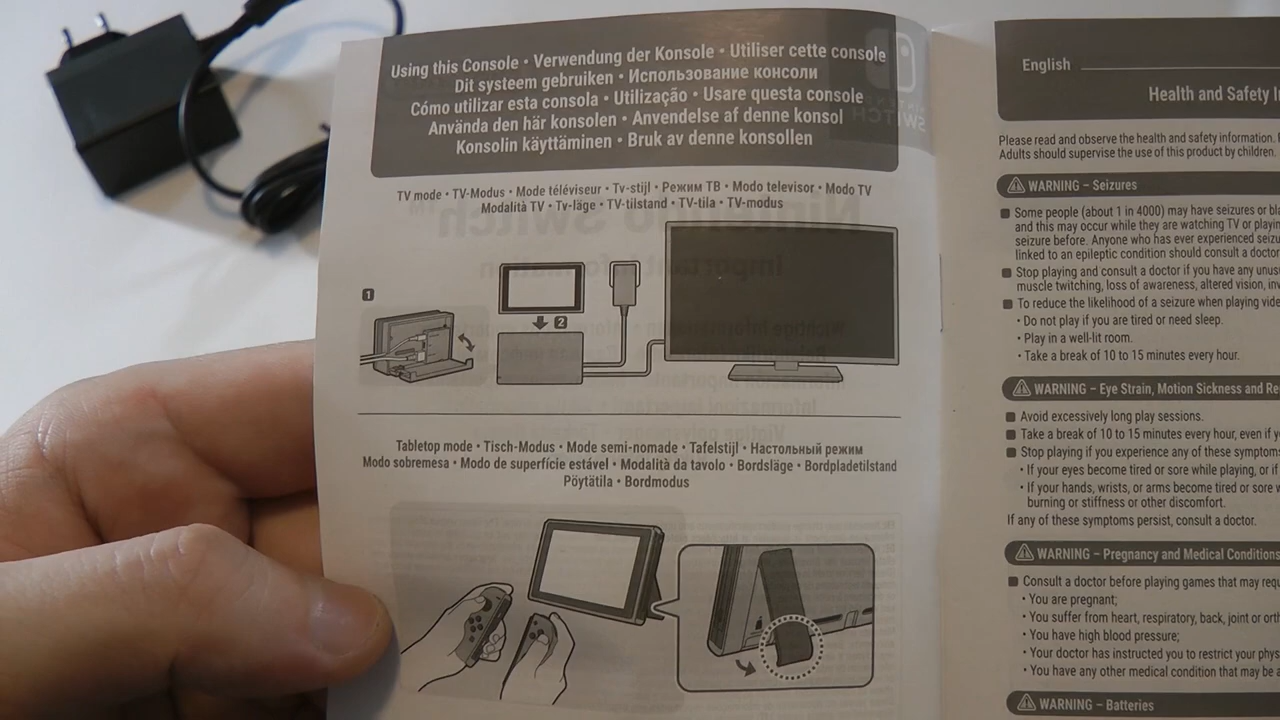 Using this Console • Verwendung der Konsole • Utiliser cette console
Dit systeem gebruiken • Использование консоли
Cómo utilizar esta consola • Utilização • Usare questa console
Använda den här konsolen • Anvendelse af denne konsol
Konsolin käyttäminen • Bruk av denne konsollen
TV mode • TV-Modus • Mode téléviseur • Tv-stijl • Режим ТВ • Modo televisor • Modo TV
Modalità TV • Tv-läge • TV-tilstand • TV-tila • TV-modus
1
2
Tabletop mode • Tisch-Modus • Mode semi-nomade • Tafelstijl • Настольный режим
Modo sobremesa • Modo de superfície estável • Modalità da tavolo • Bordsläge • Bordpladetilstand
Pöytätila • Bordmodus
English
Health and Safety
Please read and observe the health and safety information.
Adults should supervise the use of this product by children.
WARNING – Seizures
Some people (about 1 in 4000) may have seizures or
and this may occur while they are watching TV or
seizure before. Anyone who has ever experienced
linked to an epileptic condition should consult a doctor
Stop playing and consult a doctor if you have any
muscle twitching, loss of awareness, altered vision,
To reduce the likelihood of a seizure when playing
• Do not play if you are tired or need sleep.
• Play in a well-lit room.
• Take a break of 10 to 15 minutes every hour.
WARNING – Eye Strain, Motion Sickness and
Avoid excessively long play sessions.
Take a break of 10 to 15 minutes every hour, even if
Stop playing if you experience any of these symptoms
• If your eyes become tired or sore while playing, or
• If your hands, wrists, or arms become tired or sore
burning or stiffness or other discomfort.
If any of these symptoms persist, consult a doctor.
WARNING – Pregnancy and Medical Conditions
Consult a doctor before playing games that may
• You are pregnant;
• You suffer from heart, respiratory, back, joint or
• You have high blood pressure;
• Your doctor has instructed you to restrict your
• You have any other medical condition that may be
WARNING – Batteries